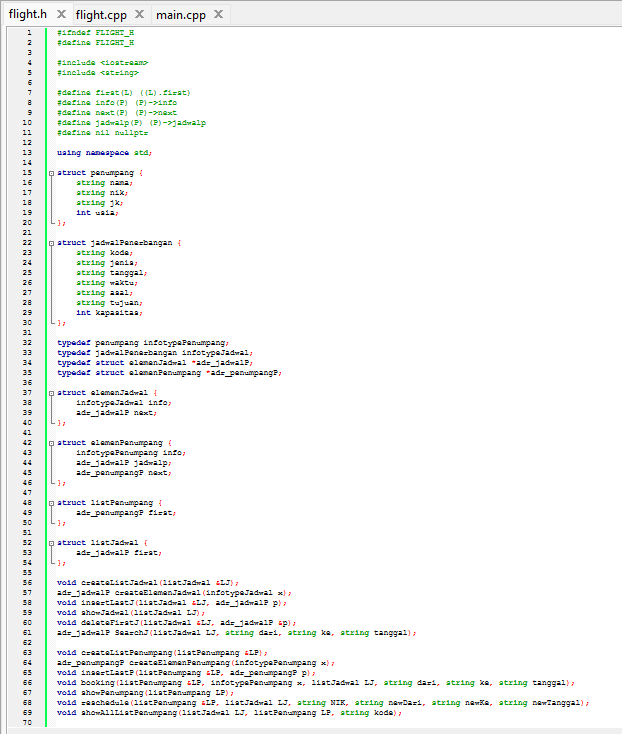 flight.h X flight.cpp X main.cpp X
1 #ifndef FLIGHT_H
2 #define FLIGHT_H
3
4 #include <iostream>
5 #include <string>
6
7 #define first(L) ((L).first)
8 #define info(P) (P)->info
9 #define next(P) (P)->next
10 #define jadwalp(P) (P)->jadwalp
11 #define nil nullptr
12
13 using namespace std;
14
15 struct penumpang {
16 string nama;
17 string nik;
18 string jk;
19 int usia;
20 };
21
22 struct jadwalPenerbangan {
23 string kode;
24 string jenis;
25 string tanggal;
26 string waktu;
27 string asal;
28 string tujuan;
29 int kapasitas;
30 };
31
32 typedef penumpang infotypePenumpang;
33 typedef jadwalPenerbangan infotypeJadwal;
34 typedef struct elemenJadwal *adr_jadwalP;
35 typedef struct elemenPenumpang *adr_penumpangP;
36
37 struct elemenJadwal {
38 infotypeJadwal info;
39 adr_jadwalP next;
40 };
41
42 struct elemenPenumpang {
43 infotypePenumpang info;
44 adr_jadwalP jadwalp;
45 adr_penumpangP next;
46 };
47
48 struct listPenumpang {
49 adr_penumpangP first;
50 };
51
52 struct listJadwal {
53 adr_jadwalP first;
54 };
55
56 void createListJadwal(listJadwal &LJ);
57 adr_jadwalP createElemenJadwal(infotypeJadwal x);
58 void insertLastJ(listJadwal &LJ, adr_jadwalP p);
59 void showJadwal(listJadwal LJ);
60 void deleteFirstJ(listJadwal &LJ, adr_jadwalP &p);
61 adr_jadwalP SearchJ(listJadwal LJ, string dari, string ke, string tanggal);
62
63 void createListPenumpang(listPenumpang &LP);
64 adr_penumpangP createElemenPenumpang(infotypePenumpang x);
65 void insertLastP(listPenumpang &LP, adr_penumpangP p);
66 void booking(listPenumpang &LP, infotypePenumpang x, listJadwal LJ, string dari, string ke, string tanggal);
67 void showPenumpang(listPenumpang LP);
68 void reschedule(listPenumpang &LP, listJadwal LJ, string NIK, string newDari, string newKe, string newTanggal);
69 void showAllListPenumpang(listJadwal LJ, listPenumpang LP, string kode);
70